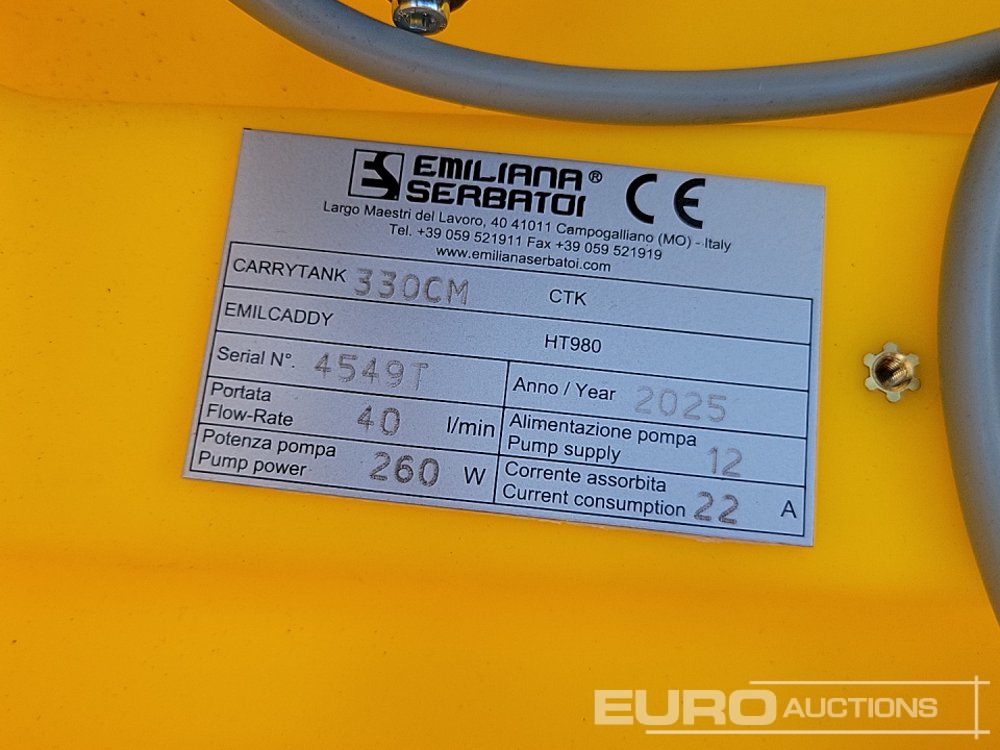 EMILIANA®
SERBATOI
CE
Largo Maestri del Lavoro, 40 41011 Campogalliano (MO) - Italy
Tel. +39 059 521911 Fax +39 059 521919
www.emilianaserbatoi.com
CARRYTANK 330CM CTK
EMILCADDY HT980
Serial N°. 4549T Anno / Year 2025
Portata
Flow-Rate 40 l/min
Alimentazione pompa
Pump supply 12
Potenza pompa
Pump power 260 W
Corrente assorbita
Current consumption 22 A
EURO AUCTIONS